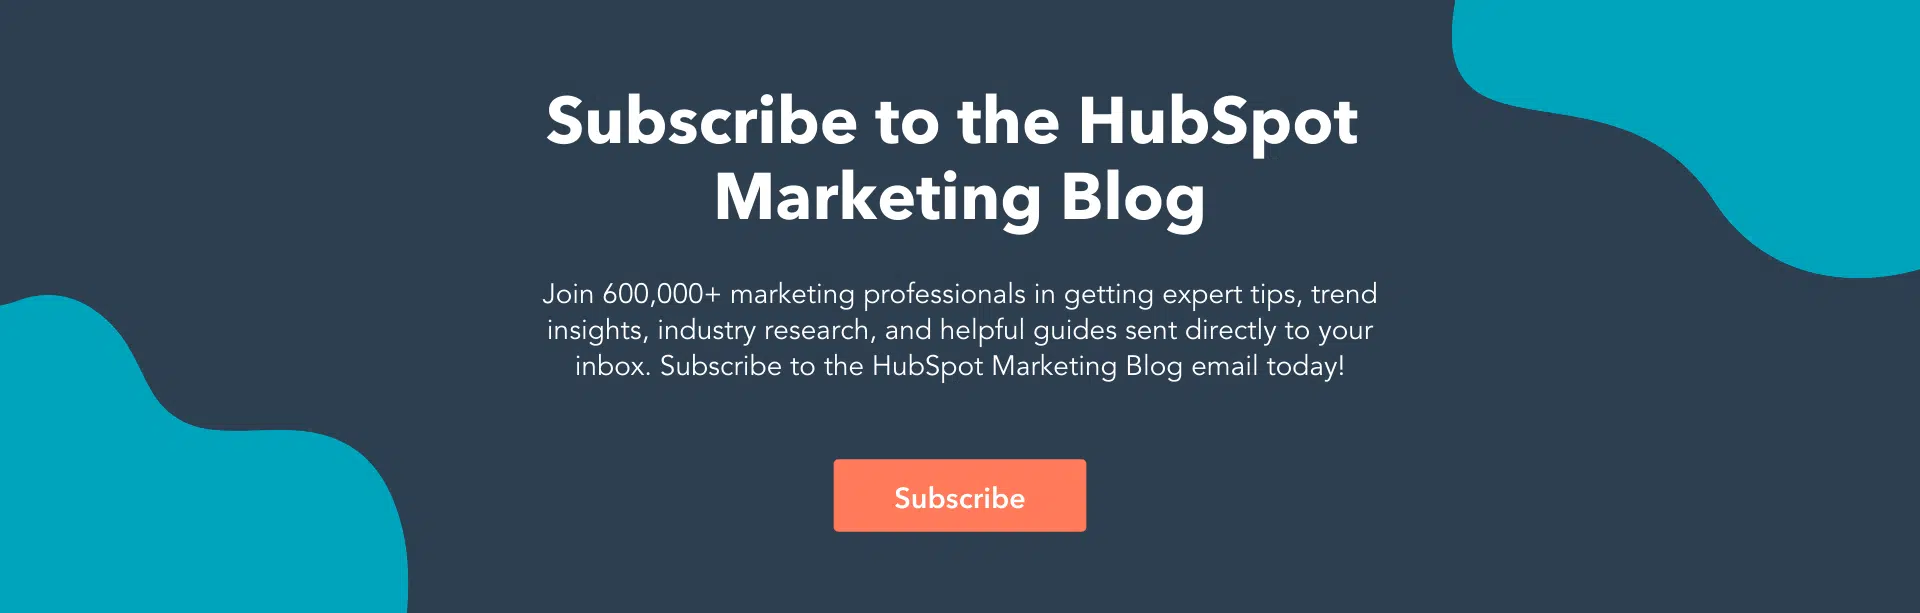 Subscribe to the HubSpot
Marketing Blog
Join 600,000+ marketing professionals in getting expert tips, trend
insights, industry research, and helpful guides sent directly to your
inbox. Subscribe to the HubSpot Marketing Blog email today!
Subscribe